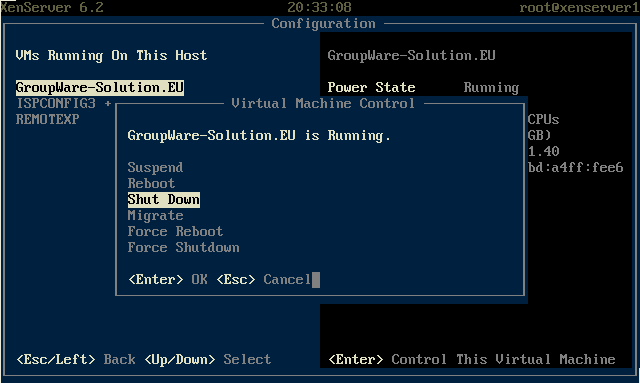 XenServer 6.2 20:33:08 root@xenserver1
Configuration
VMs Running On This Host
GroupWare-Solution.EU
GroupWare-Solution.EU
Power State Running
ISPCONFIG3 +
REMOTEXP
CPUs
GB)
1.40
bd:a4ff:fee6
Virtual Machine Control
GroupWare-Solution.EU is Running.
Suspend
Reboot
Shut Down
Migrate
Force Reboot
Force Shutdown
<Enter> OK <Esc> Cancel
<Esc/Left> Back <Up/Down> Select
<Enter> Control This Virtual Machine